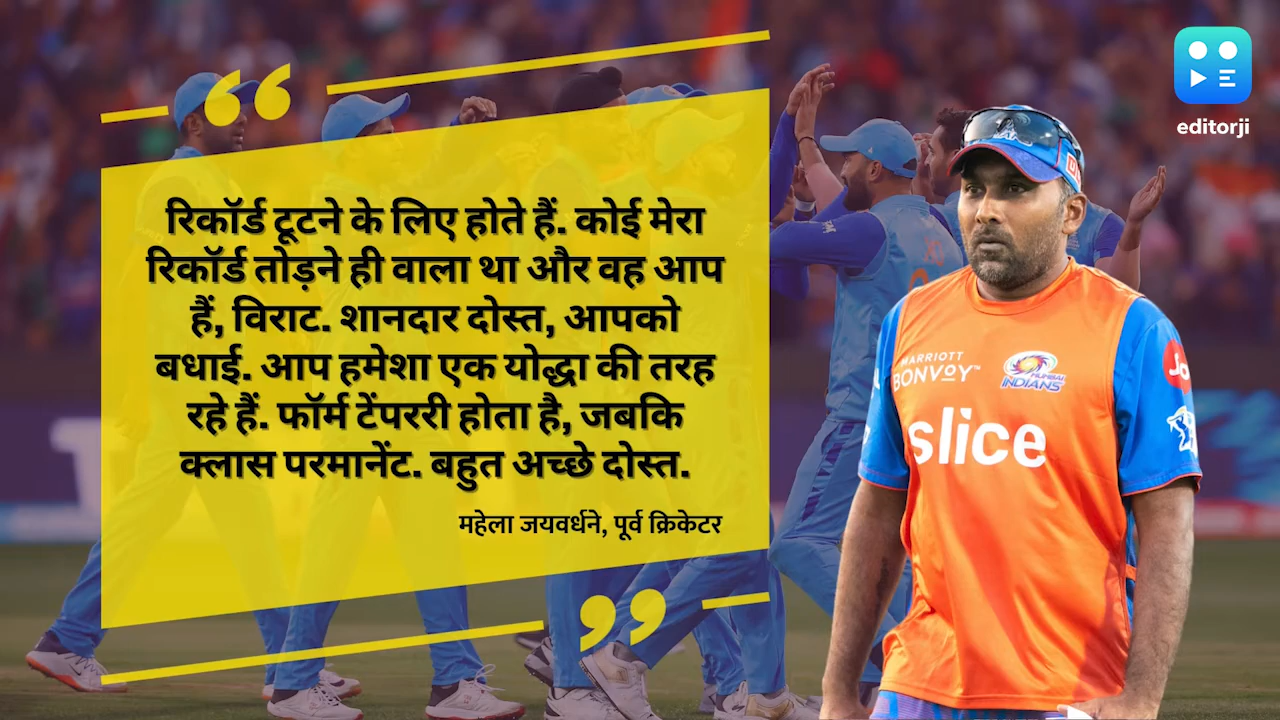 editorji
रिकॉर्ड टूटने के लिए होते हैं. कोई मेरा
रिकॉर्ड तोड़ने ही वाला था और वह आप
हैं, विराट. शानदार दोस्त, आपको
बधाई. आप हमेशा एक योद्धा की तरह
रहे हैं. फॉर्म टेंपररी होता है, जबकि
क्लास परमानेंट. बहुत अच्छे दोस्त.
महेला जयवर्धने, पूर्व क्रिकेटर
MARRIOTT
BONVOY™
MUMBAI
INDIANS
slice